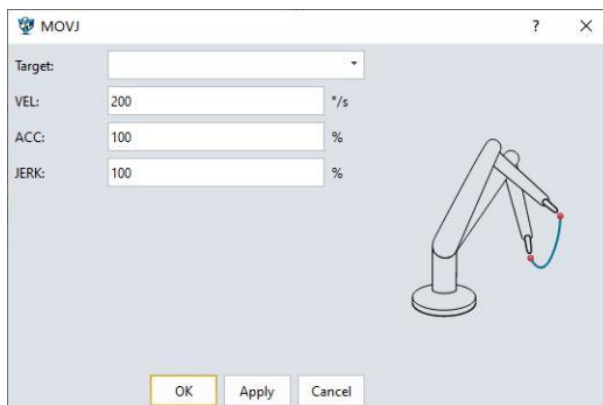 MOVJ ?
Target:
VEL: 200 °/s
ACC: 100 %
JERK: 100 %
OK Apply Cancel